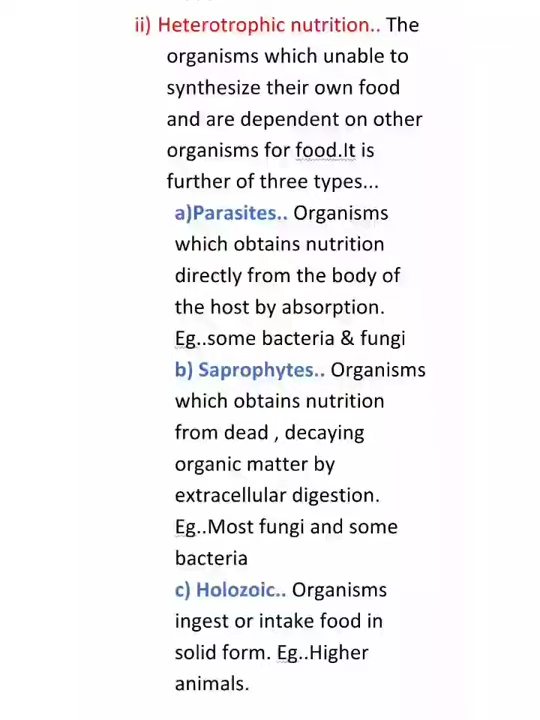 ii) Heterotrophic nutrition.. The
organisms which unable to
synthesize their own food
and are dependent on other
organisms for food.It is
further of three types...
a)Parasites.. Organisms
which obtains nutrition
directly from the body of
the host by absorption.
Eg..some bacteria & fungi
b) Saprophytes.. Organisms
which obtains nutrition
from dead , decaying
organic matter by
extracellular digestion.
Eg..Most fungi and some
bacteria
c) Holozoic.. Organisms
ingest or intake food in
solid form. Eg..Higher
animals.